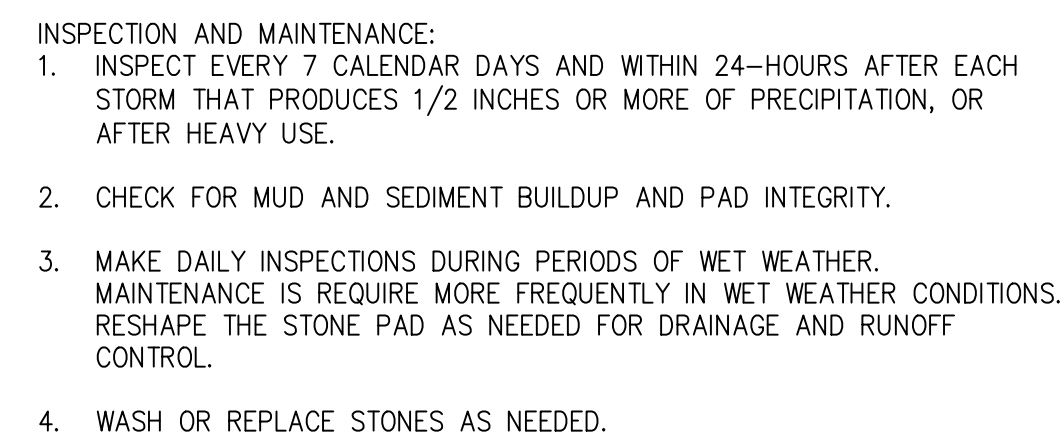 INSPECTION AND MAINTENANCE:
1. INSPECT EVERY 7 CALENDAR DAYS AND WITHIN 24-HOURS AFTER EACH
STORM THAT PRODUCES 1/2 INCHES OR MORE OF PRECIPITATION, OR
AFTER HEAVY USE.
2. CHECK FOR MUD AND SEDIMENT BUILDUP AND PAD INTEGRITY.
3. MAKE DAILY INSPECTIONS DURING PERIODS OF WET WEATHER.
MAINTENANCE IS REQUIRE MORE FREQUENTLY IN WET WEATHER CONDITIONS.
RESHAPE THE STONE PAD AS NEEDED FOR DRAINAGE AND RUNOFF
CONTROL.
4. WASH OR REPLACE STONES AS NEEDED.